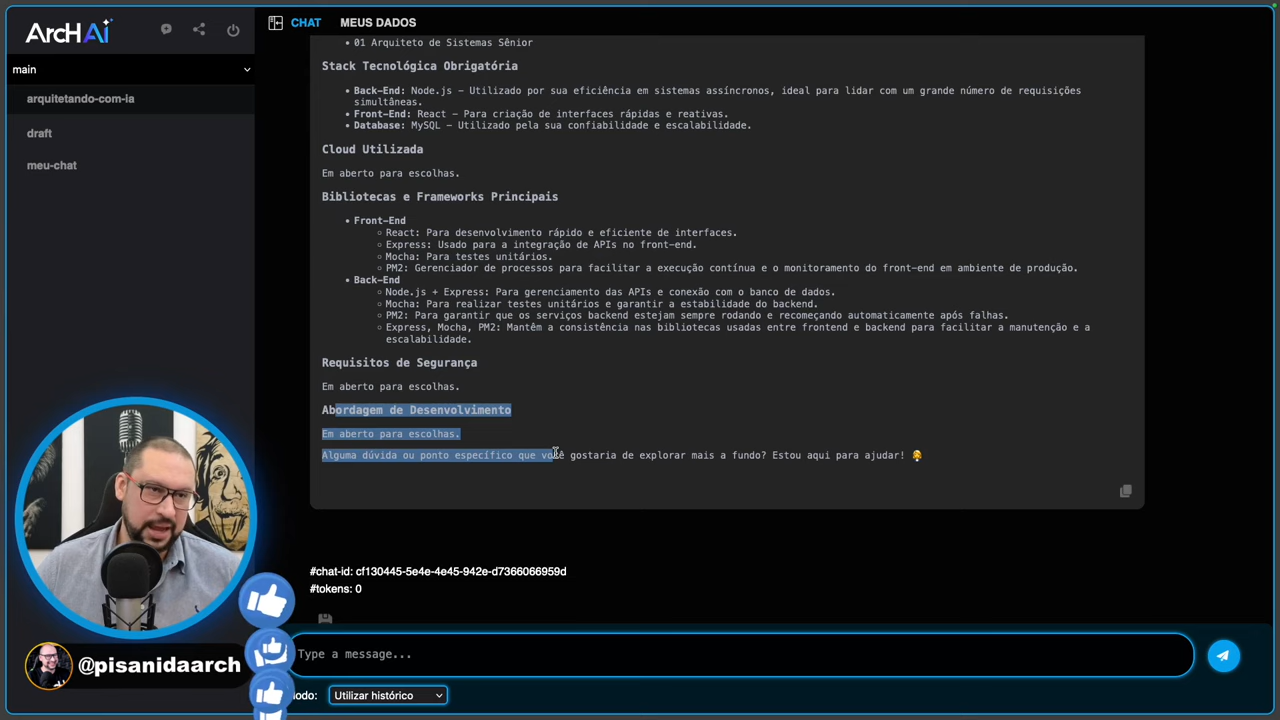 ArcH Ai
CHAT
MEUS DADOS
main
arquitetando-com-ia
draft
meu-chat
01 Arquiteto de Sistemas Sênior
Stack Tecnológica Obrigatória
Back-End: Node.js – Utilizado por sua eficiência em sistemas assíncronos, ideal para lidar com um grande número de requisições
simultâneas.
Front-End: React – Para criação de interfaces rápidas e reativas.
Database: MySQL – Utilizado pela sua confiabilidade e escalabilidade.
Cloud Utilizada
Em aberto para escolhas.
Bibliotecas e Frameworks Principais
Front-End
React: Para desenvolvimento rápido e eficiente de interfaces.
Express: Usado para a integração de APIs no front-end.
Mocha: Para testes unitários.
PM2: Gerenciador de processos para facilitar a execução contínua e o monitoramento do front-end em ambiente de produção.
Back-End
Node.js + Express: Para gerenciamento das APIs e conexão com o banco de dados.
Mocha: Para realizar testes unitários e garantir a estabilidade do backend.
PM2: Para garantir que os serviços backend estejam sempre rodando e recomeçando automaticamente após falhas.
Express, Mocha, PM2: Mantêm a consistência nas bibliotecas usadas entre frontend e backend para facilitar a manutenção e a
escalabilidade.
Requisitos de Segurança
Em aberto para escolhas.
Abordagem de Desenvolvimento
Em aberto para escolhas.
Alguma dúvida ou ponto específico que você gostaria de explorar mais a fundo? Estou aqui para ajudar!
#chat-id: cf130445-5e4e-4e45-942e-d7366066959d
#tokens: 0
Type a message...
odo:
Utilizar histórico
@pisanidaarch